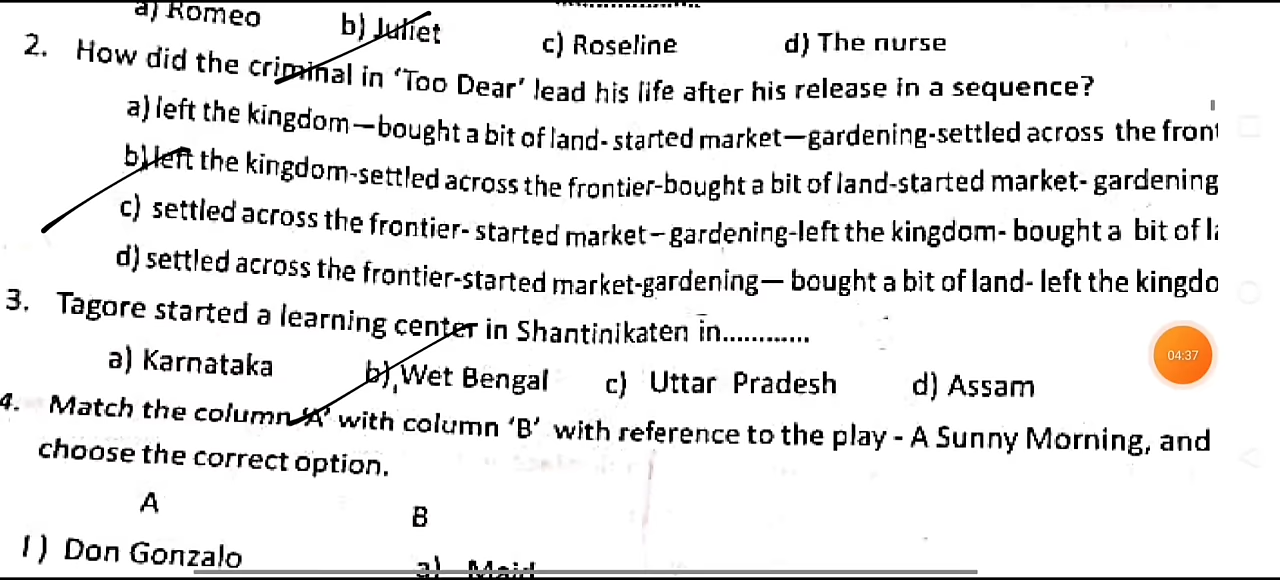 a) Romeo b) Juliet c) Roseline d) The nurse
2. How did the criminal in ‘Too Dear’ lead his life after his release in a sequence?
a) left the kingdom—bought a bit of land- started market—gardening-settled across the front
b) left the kingdom-settled across the frontier-bought a bit of land-started market- gardening
c) settled across the frontier- started market–gardening-left the kingdom- bought a bit of la
d) settled across the frontier-started market-gardening— bought a bit of land- left the kingdo
3. Tagore started a learning center in Shantinikaten in............
a) Karnataka b) Wet Bengal c) Uttar Pradesh d) Assam
04:37
4. Match the column ‘A’ with column ‘B’ with reference to the play - A Sunny Morning, and
choose the correct option.
A B
1) Don Gonzalo a) Maid